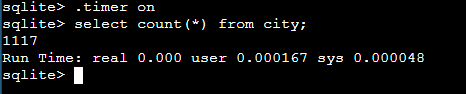 sqlite> .timer on
sqlite> select count(*) from city;
1117
Run Time: real 0.000 user 0.000167 sys 0.000048
sqlite>